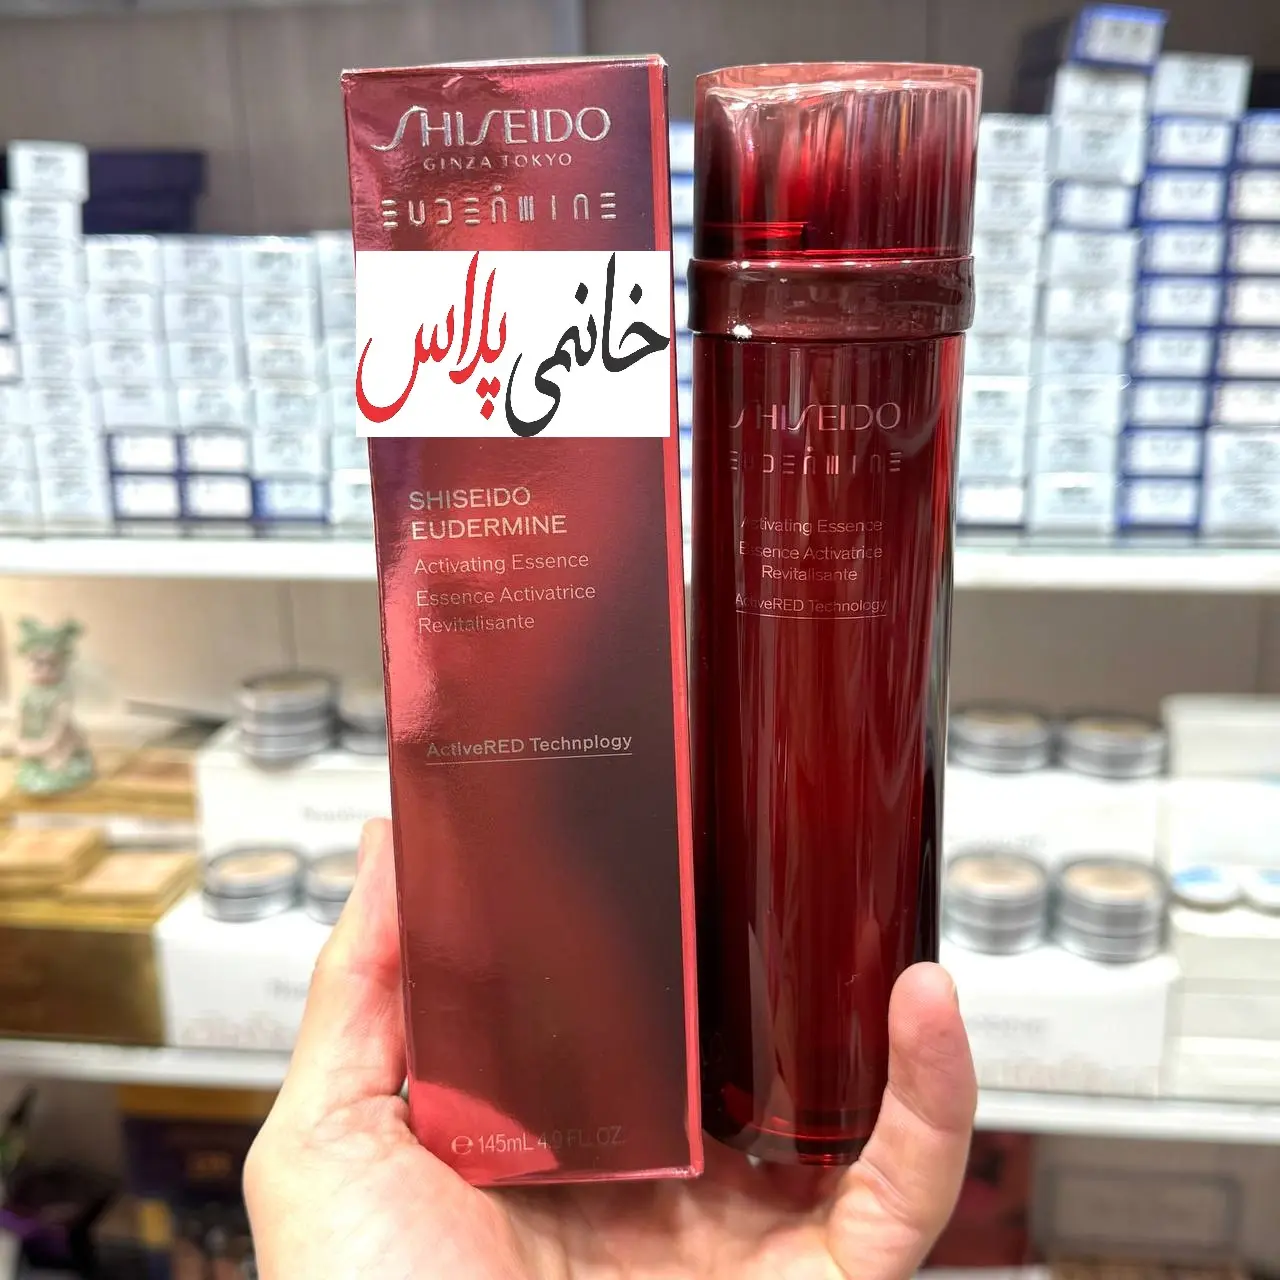 SHISEIDO
GINZA TOKYO
EUDERMINE
خانمی پلاس
SHISEIDO
EUDERMINE
Activating Essence
Essence Activatrice
Revitalisante
ActiveRED Technplogy
℮ 145mL 4.9 FL. OZ.
SHISEIDO
EUDERMINE
Activating Essence
Essence Activatrice
Revitalisante
ActiveRED Technology